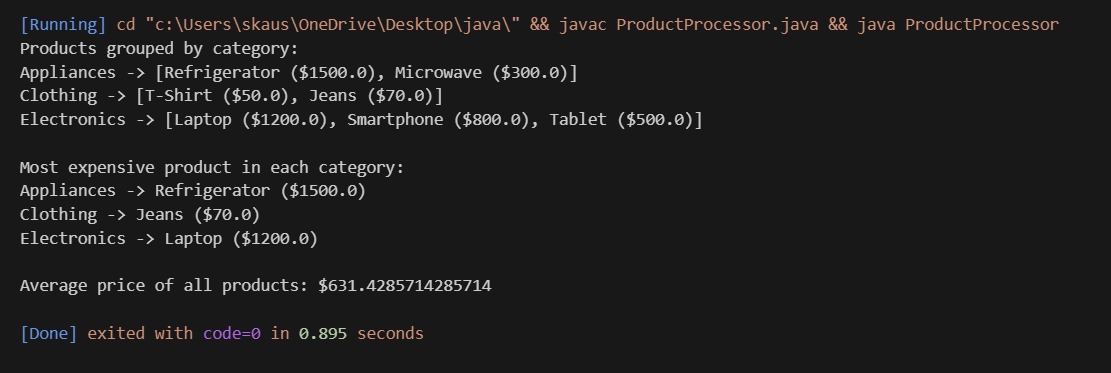 [Running] cd "c:\Users\skaus\OneDrive\Desktop\java\" && javac ProductProcessor.java && java ProductProcessor
Products grouped by category:
Appliances -> [Refrigerator ($1500.0), Microwave ($300.0)]
Clothing -> [T-Shirt ($50.0), Jeans ($70.0)]
Electronics -> [Laptop ($1200.0), Smartphone ($800.0), Tablet ($500.0)]
Most expensive product in each category:
Appliances -> Refrigerator ($1500.0)
Clothing -> Jeans ($70.0)
Electronics -> Laptop ($1200.0)
Average price of all products: $631.4285714285714
[Done] exited with code=0 in 0.895 seconds